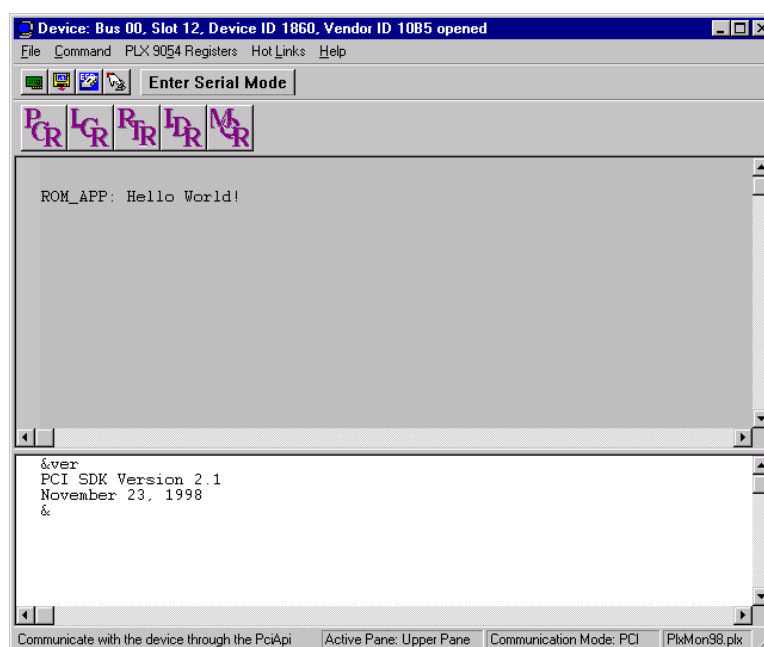 Device: Bus 00, Slot 12, Device ID 1860, Vendor ID 10B5 opened
File Command PLX 9054 Registers Hot Links Help
Enter Serial Mode
PCR LCR RTR IDR MQR
ROM_APP: Hello World!
&ver
PCI SDK Version 2.1
November 23, 1998
&
Communicate with the device through the PciApi Active Pane: Upper Pane Communication Mode: PCI PlxMon98.plx